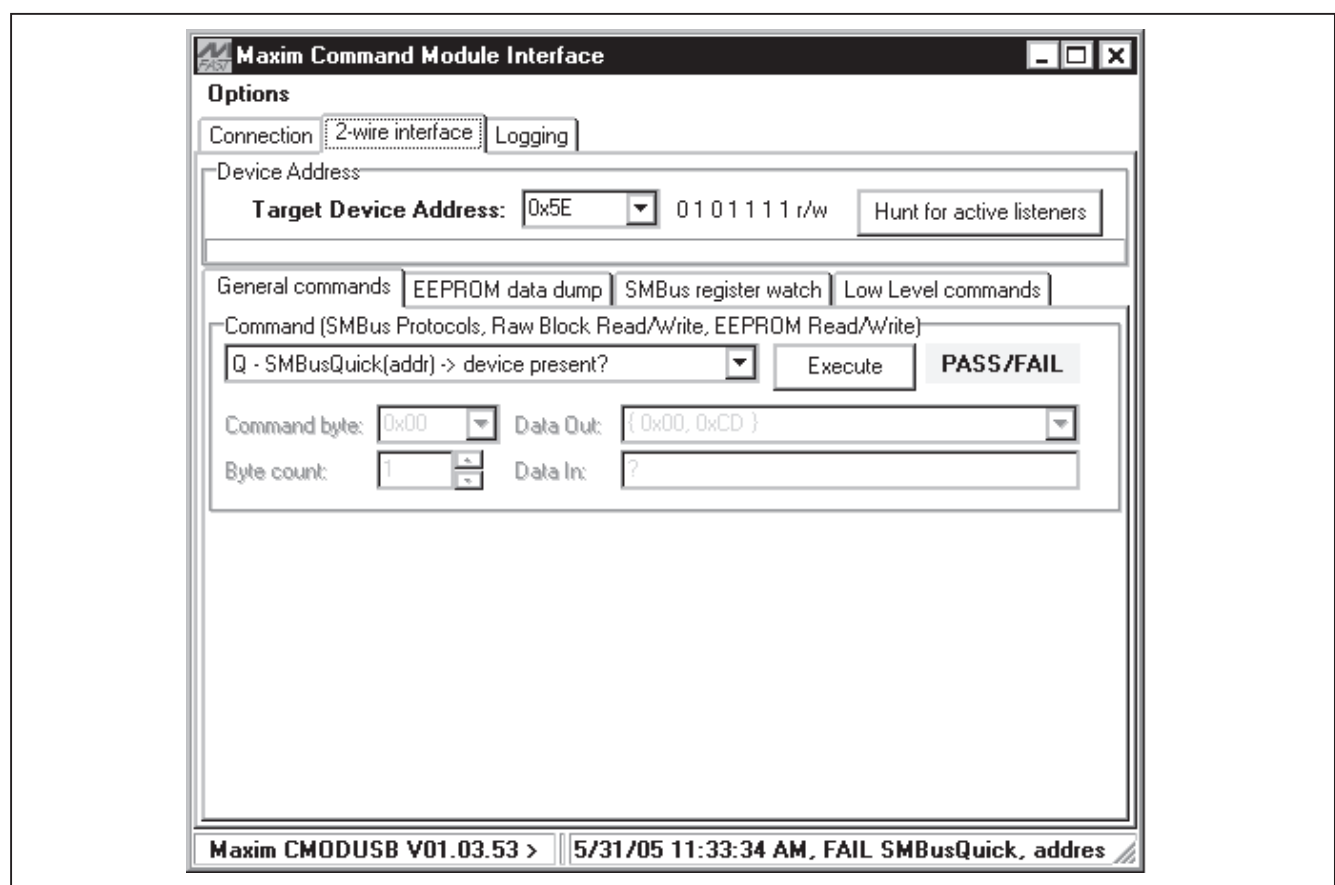 Maxim Command Module Interface
Options
Connection 2-wire interface Logging
Device Address
Target Device Address: 0x5E 0 1 0 1 1 1 1 r/w Hunt for active listeners
General commands EEPROM data dump SMBus register watch Low Level commands
Command (SMBus Protocols, Raw Block Read/Write, EEPROM Read/Write)
Q - SMBusQuick(addr) -> device present? Execute PASS/FAIL
Command byte: 0x00 Data Out: { 0x00, 0xCD }
Byte count: 1 Data In: ?
Maxim CMODUSB V01.03.53 > 5/31/05 11:33:34 AM, FAIL SMBusQuick, addres